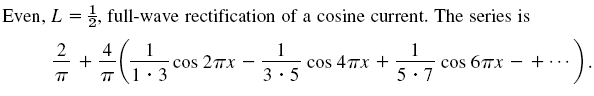 Even, L = ½, full-wave rectification of a cosine current. The series is
2/π + 4/π ( 1/(1 · 3) cos 2πx − 1/(3 · 5) cos 4πx + 1/(5 · 7) cos 6πx − + ··· ).